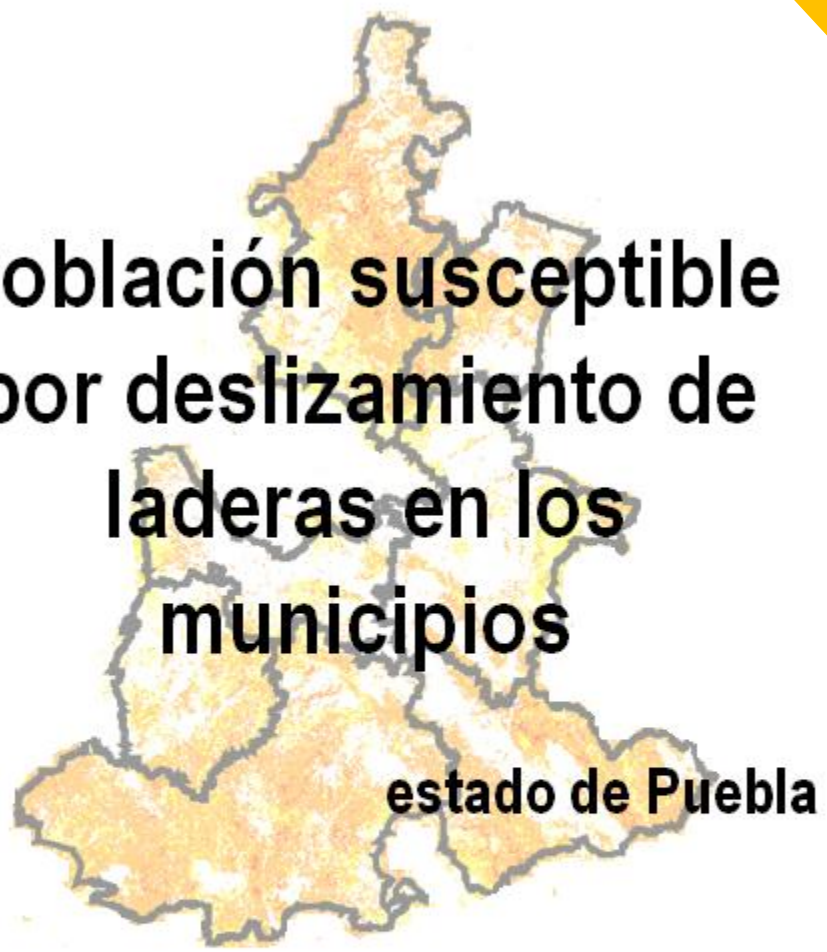 oblación susceptible
por deslizamiento de
laderas en los
municipios
estado de Puebla